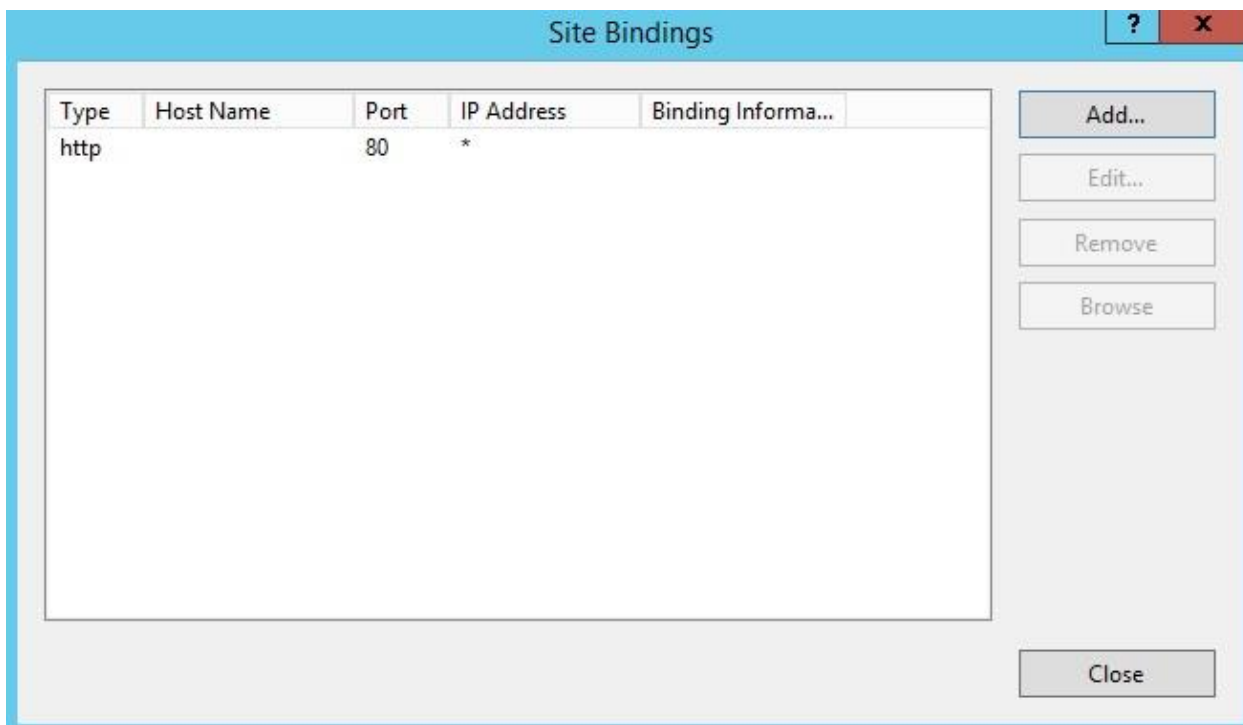 Site Bindings
? x
Type Host Name Port IP Address Binding Informa...
http 80 *
Add...
Edit...
Remove
Browse
Close